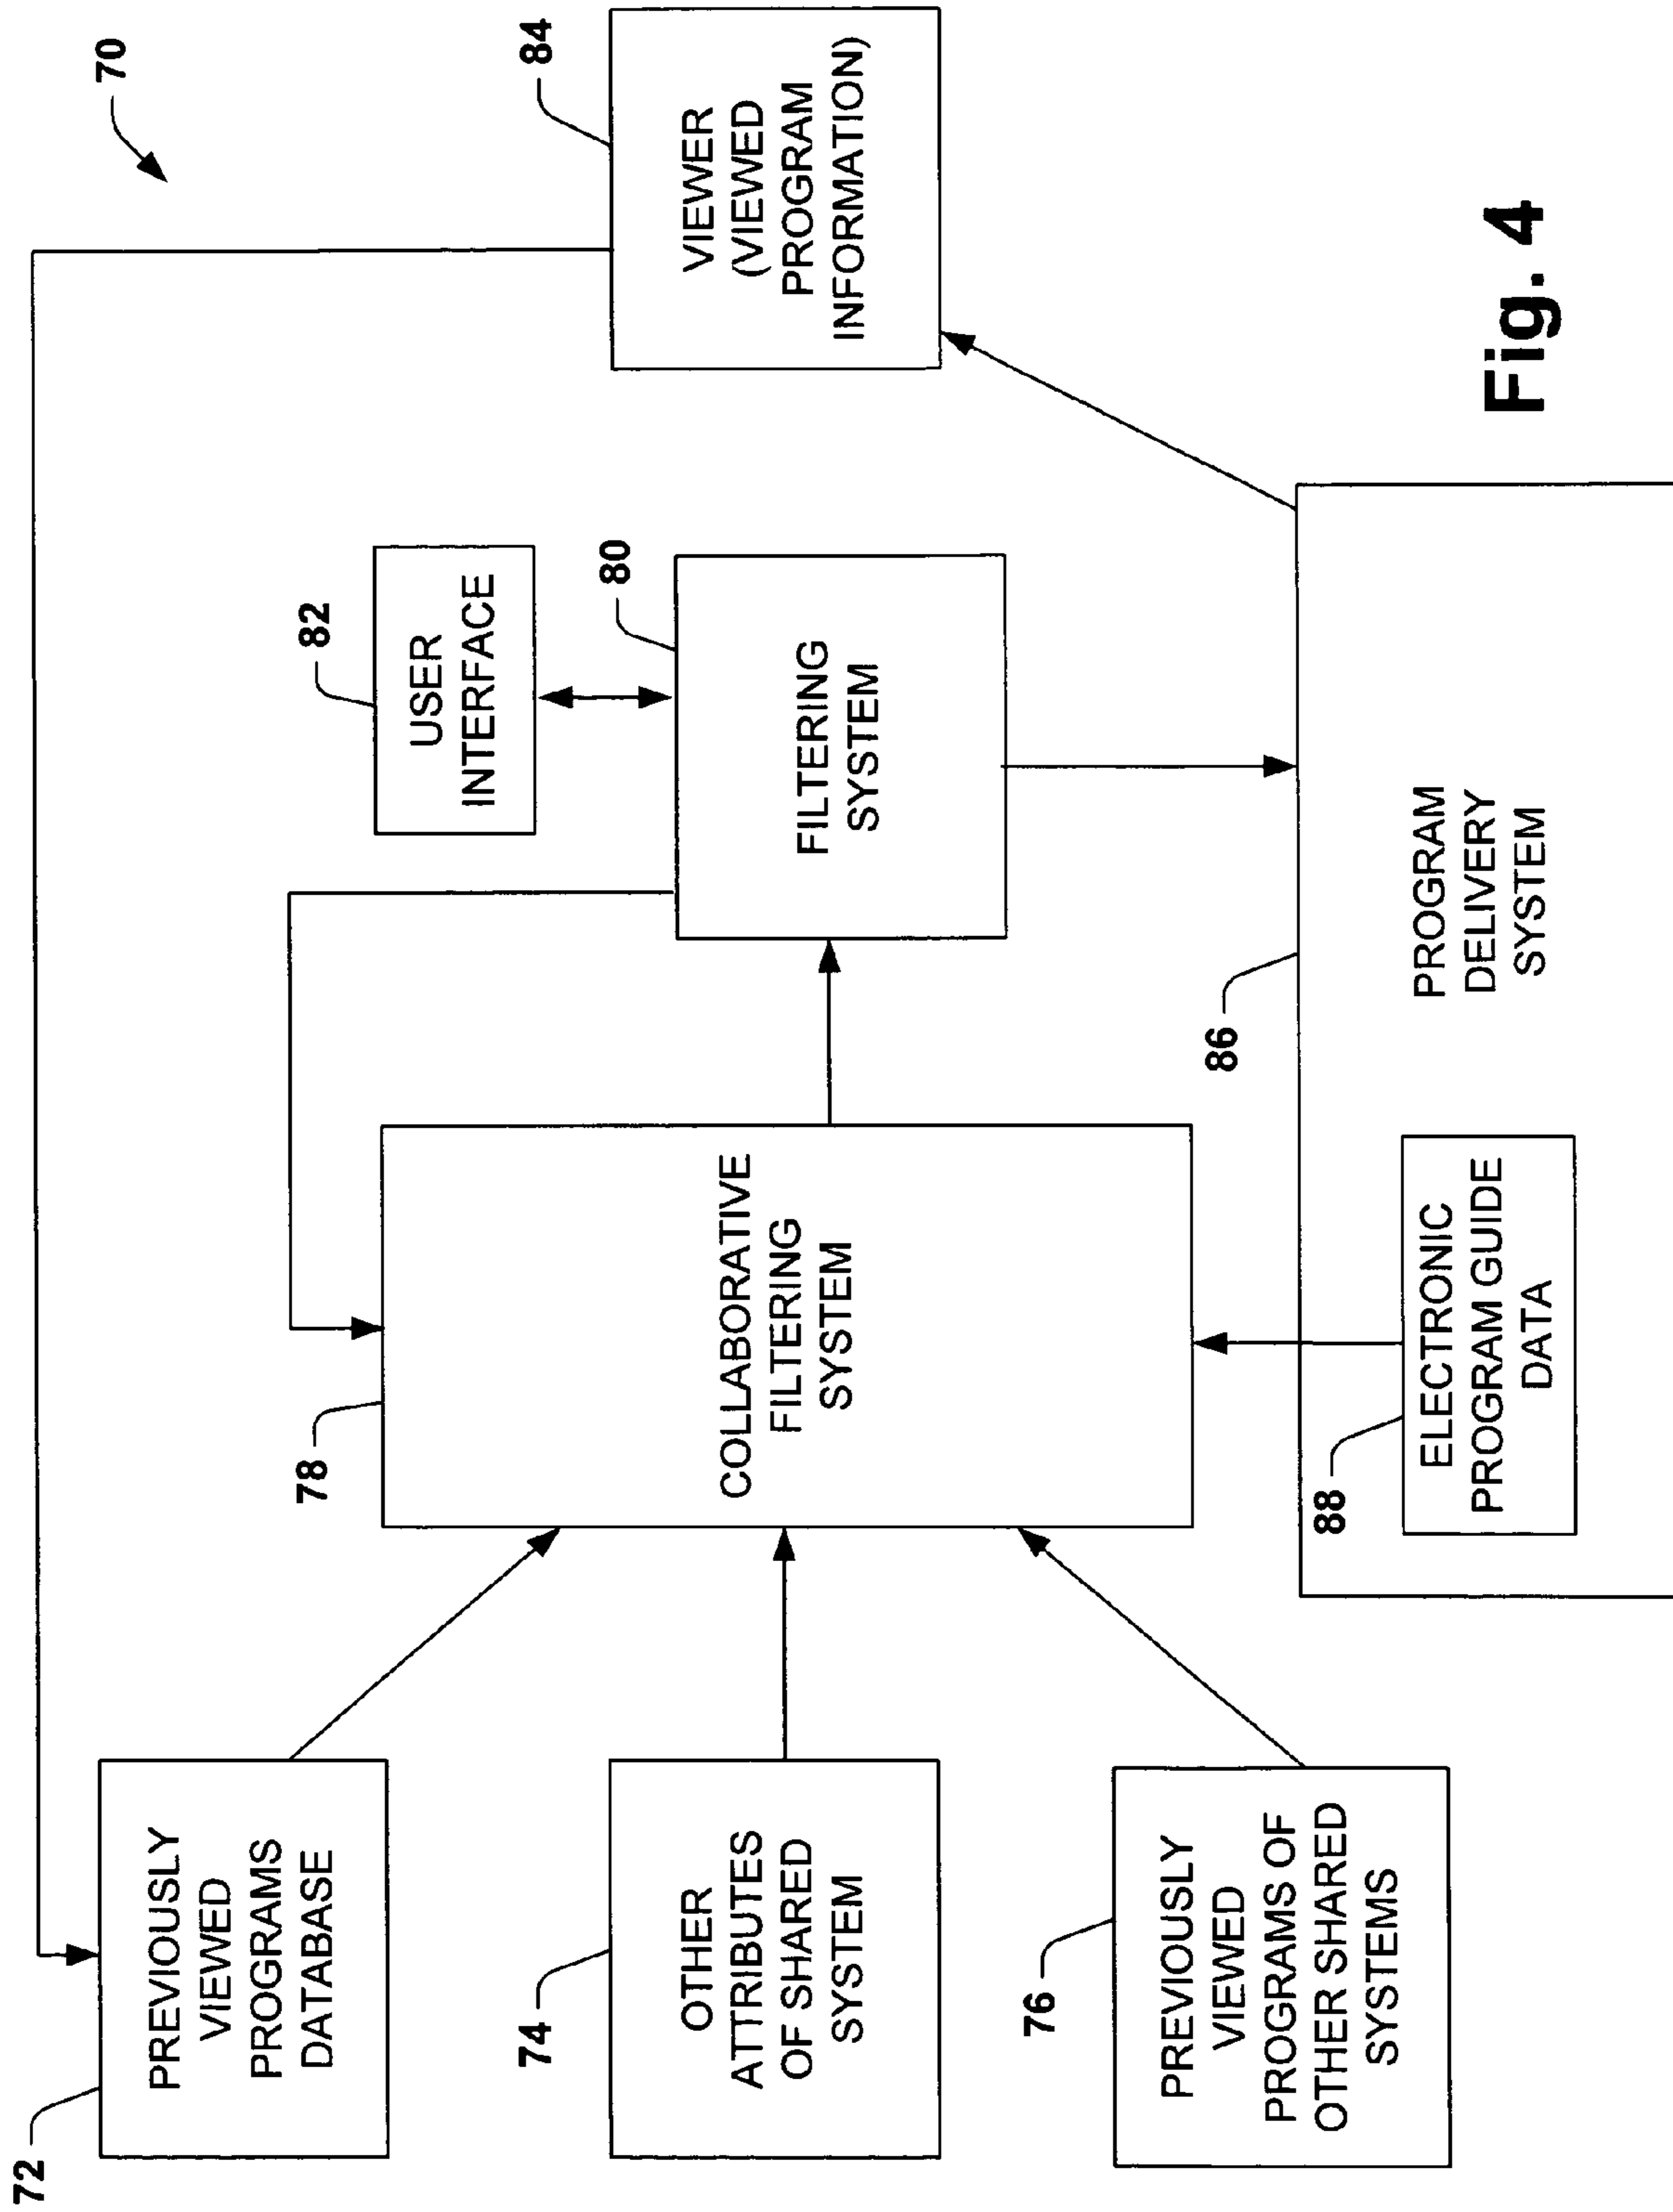 70
72
PREVIOUSLY
VIEWED
PROGRAMS
DATABASE
74
OTHER
ATTRIBUTES
OF SHARED
SYSTEM
76
PREVIOUSLY
VIEWED
PROGRAMS OF
OTHER SHARED
SYSTEMS
78
COLLABORATIVE
FILTERING
SYSTEM
82
USER
INTERFACE
80
FILTERING
SYSTEM
84
VIEWER
(VIEWED
PROGRAM
INFORMATION)
86
PROGRAM
DELIVERY
SYSTEM
88
ELECTRONIC
PROGRAM GUIDE
DATA
Fig. 4